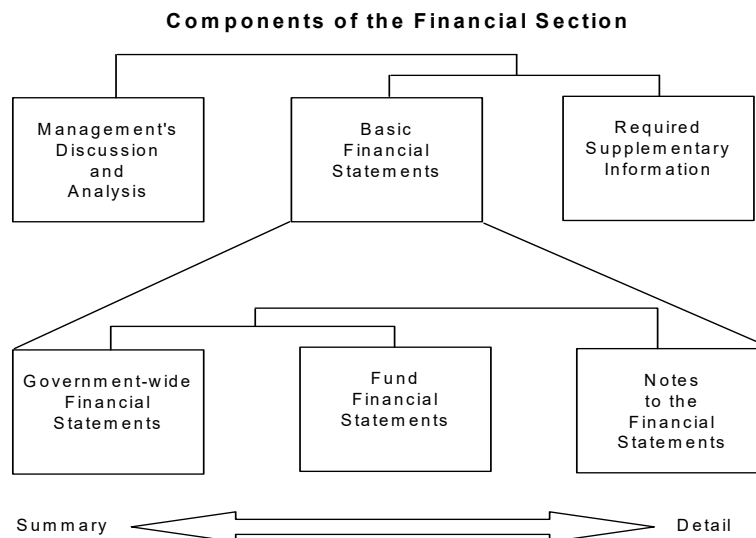 Components of the Financial Section
Management's
Discussion
and
Analysis
Basic
Financial
Statements
Required
Supplementary
Information
Government-wide
Financial
Statements
Fund
Financial
Statements
Notes
to the
Financial
Statements
Summary
Detail